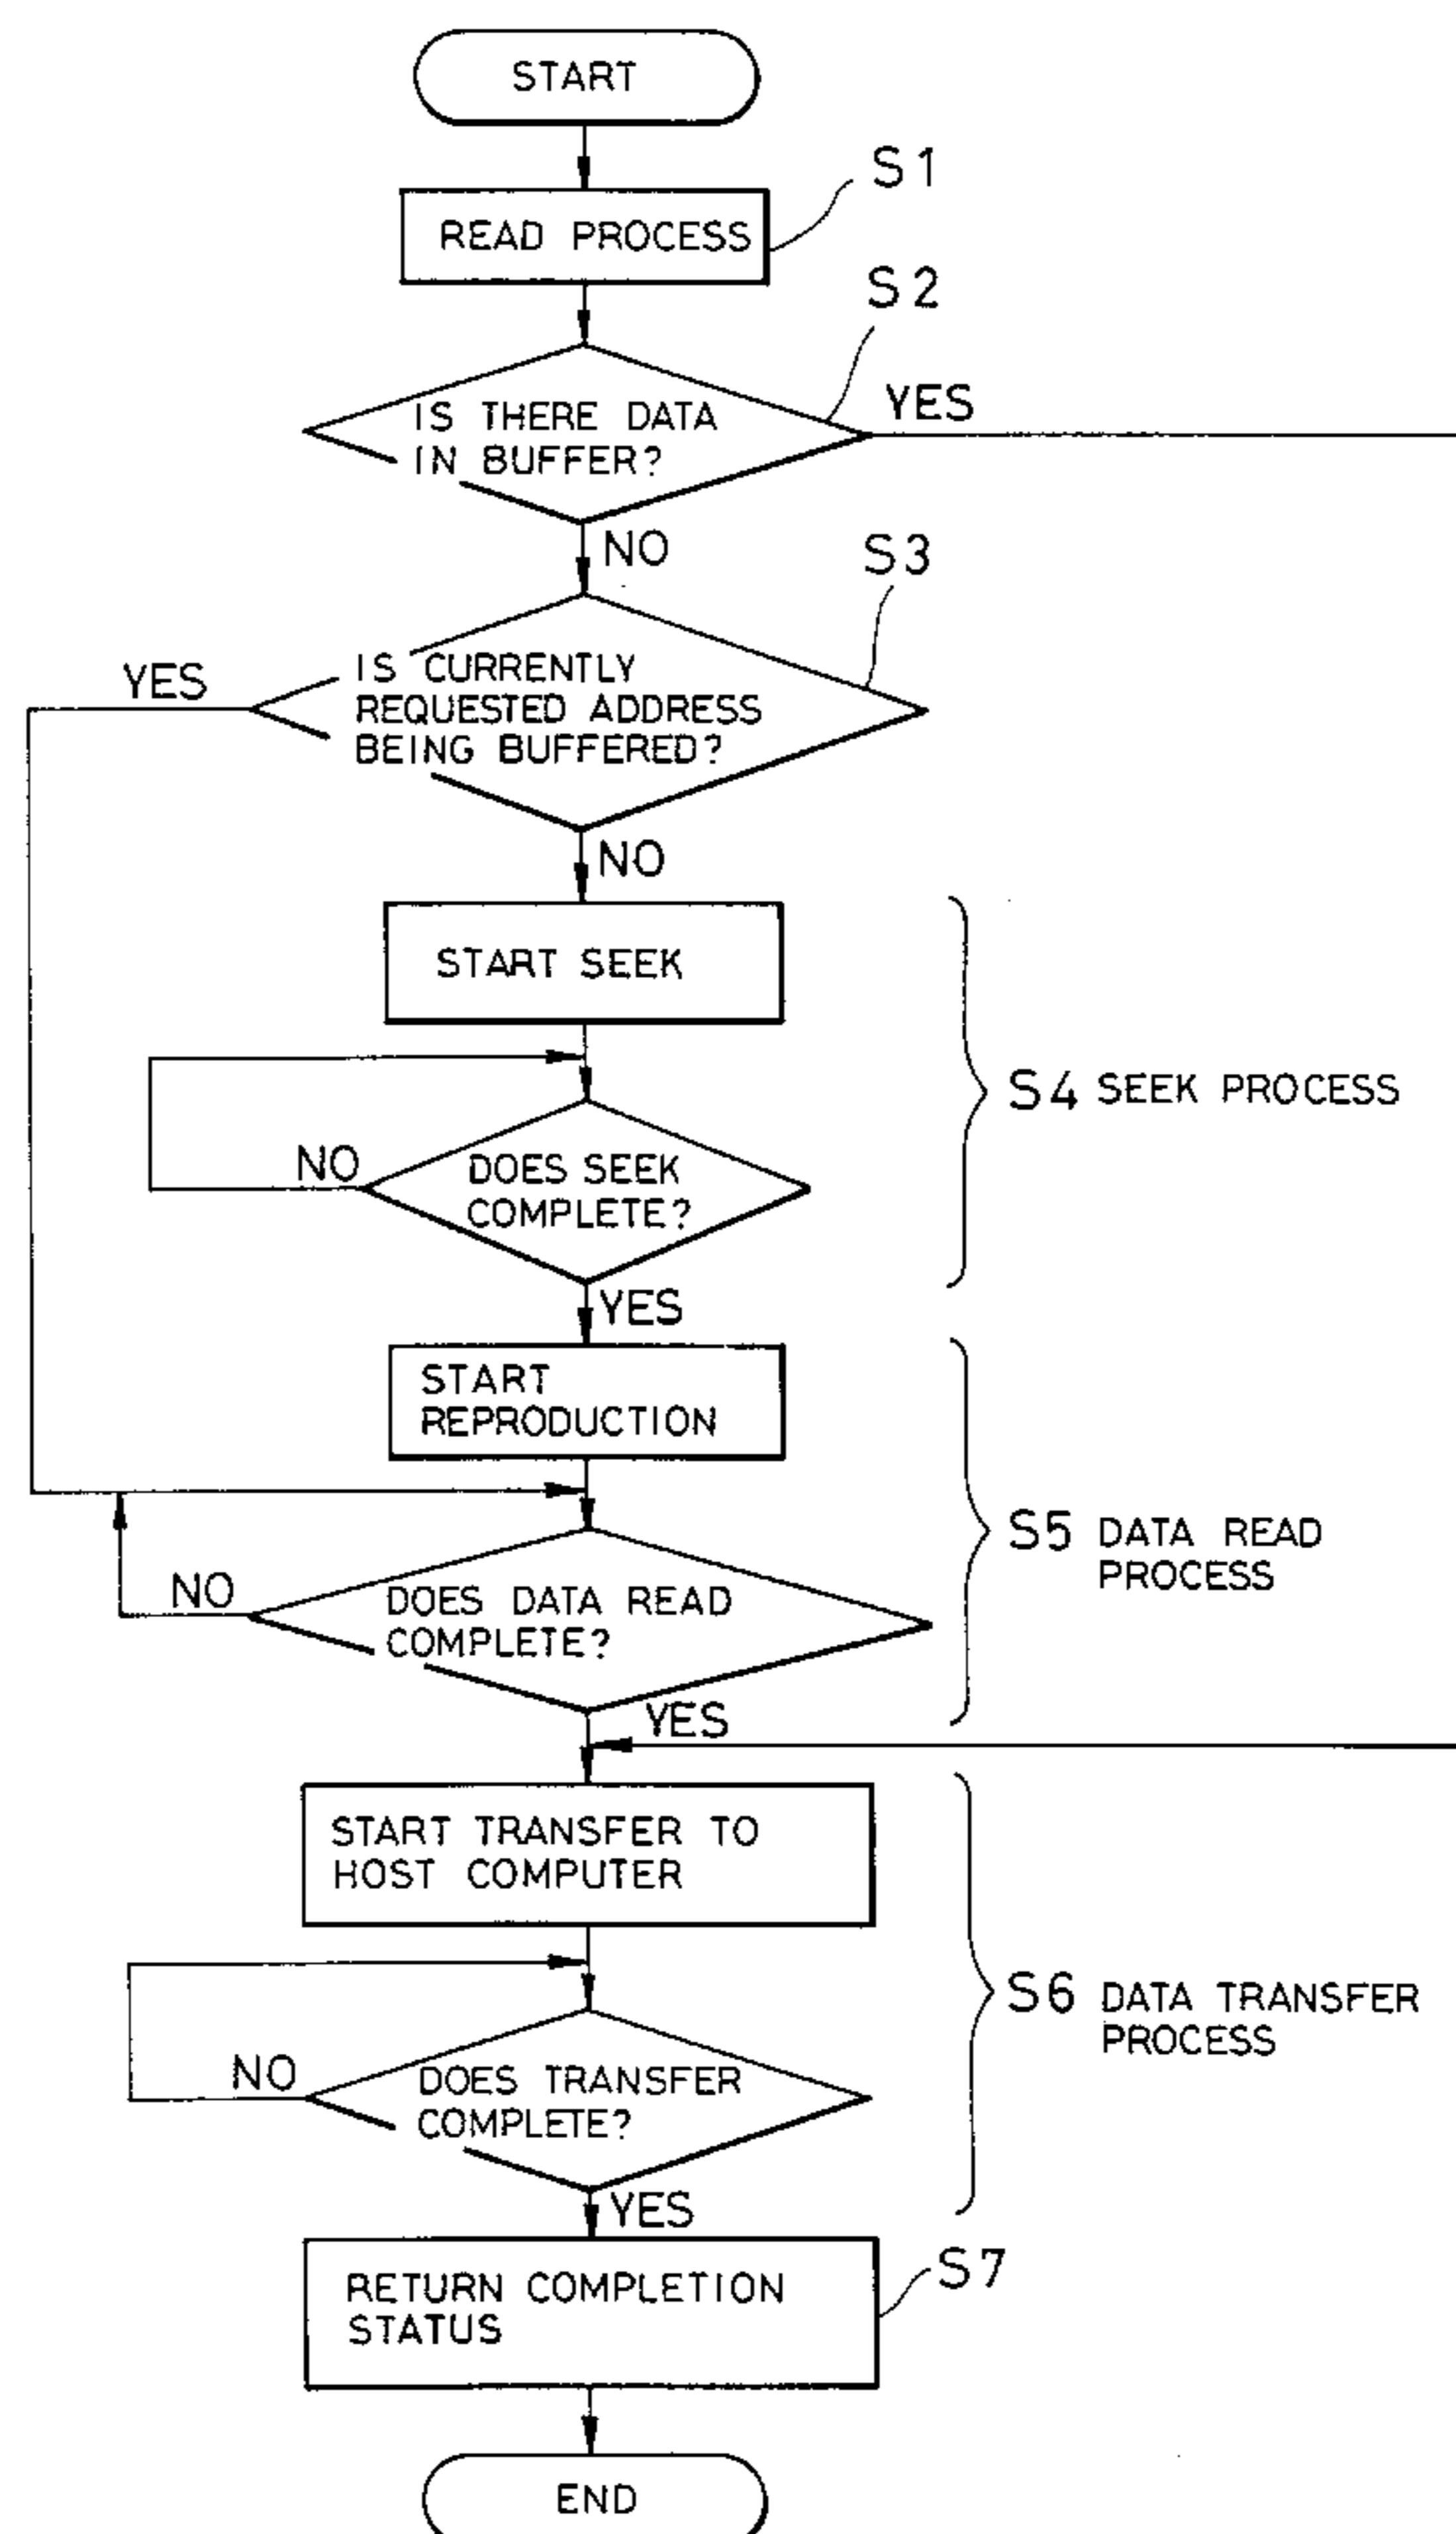 START
S1
READ PROCESS
S2
YES
IS THERE DATA
IN BUFFER?
NO
S3
YES
IS CURRENTLY
REQUESTED ADDRESS
BEING BUFFERED?
NO
START SEEK
S4 SEEK PROCESS
NO
DOES SEEK
COMPLETE?
YES
START
REPRODUCTION
S5 DATA READ
PROCESS
NO
DOES DATA READ
COMPLETE?
YES
START TRANSFER TO
HOST COMPUTER
S6 DATA TRANSFER
PROCESS
NO
DOES TRANSFER
COMPLETE?
YES
S7
RETURN COMPLETION
STATUS
END